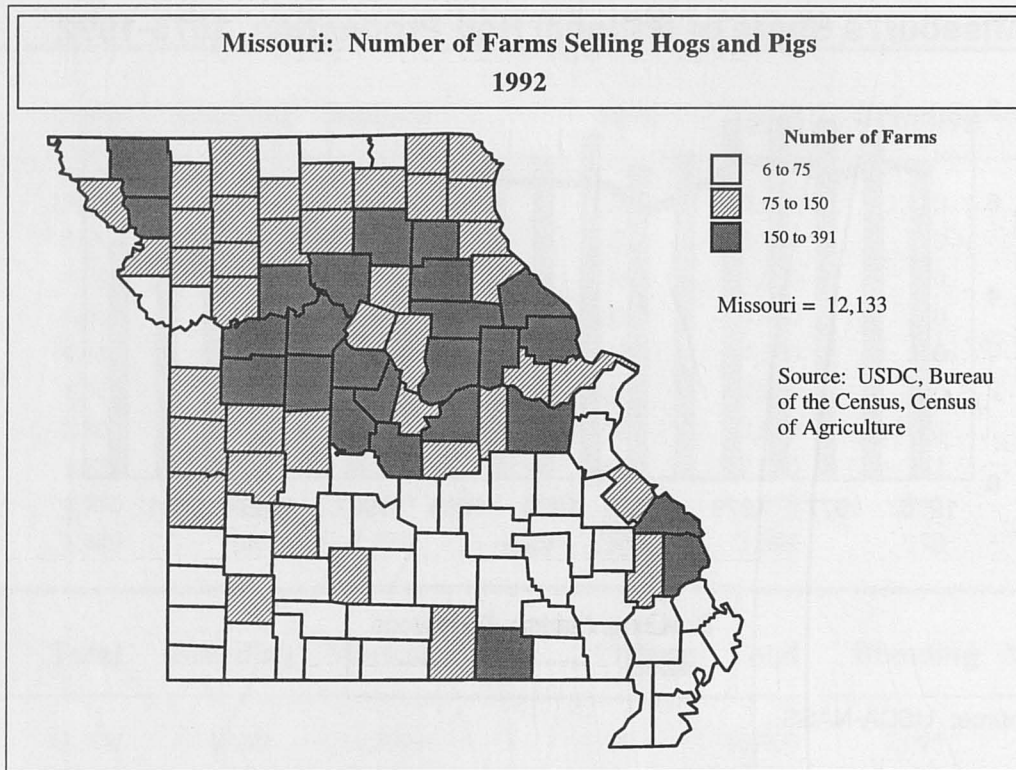 Missouri: Number of Farms Selling Hogs and Pigs
1992
Number of Farms
6 to 75
75 to 150
150 to 391
Missouri = 12,133
Source: USDC, Bureau
of the Census, Census
of Agriculture